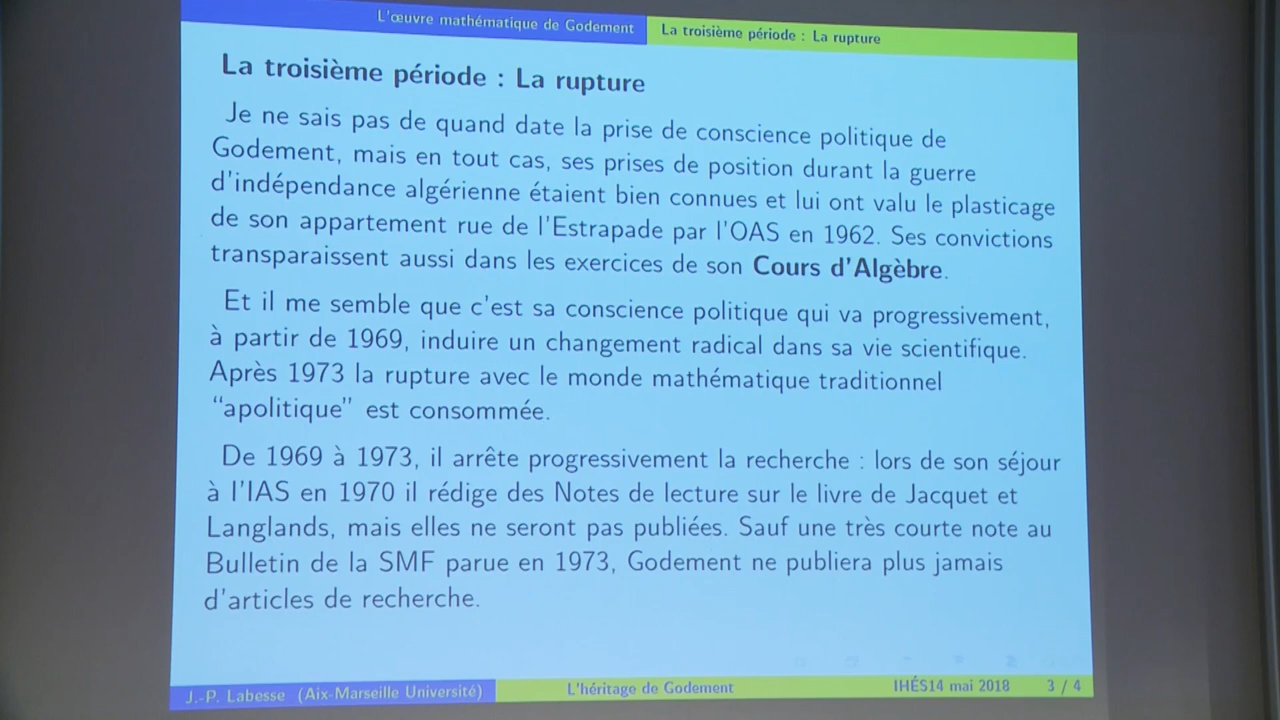 L'œuvre mathématique de Godement
La troisième période : La rupture
La troisième période : La rupture
Je ne sais pas de quand date la prise de conscience politique de
Godement, mais en tout cas, ses prises de position durant la guerre
d'indépendance algérienne étaient bien connues et lui ont valu le plasticage
de son appartement rue de l'Estrapade par l'OAS en 1962. Ses convictions
transparaissent aussi dans les exercices de son Cours d'Algèbre.
Et il me semble que c'est sa conscience politique qui va progressivement,
à partir de 1969, induire un changement radical dans sa vie scientifique.
Après 1973 la rupture avec le monde mathématique traditionnel
“apolitique” est consommée.
De 1969 à 1973, il arrête progressivement la recherche : lors de son séjour
à l'IAS en 1970 il rédige des Notes de lecture sur le livre de Jacquet et
Langlands, mais elles ne seront pas publiées. Sauf une très courte note au
Bulletin de la SMF parue en 1973, Godement ne publiera plus jamais
d'articles de recherche.
J.-P. Labesse (Aix-Marseille Université)
L'héritage de Godement
IHÉS14 mai 2018
3 / 4